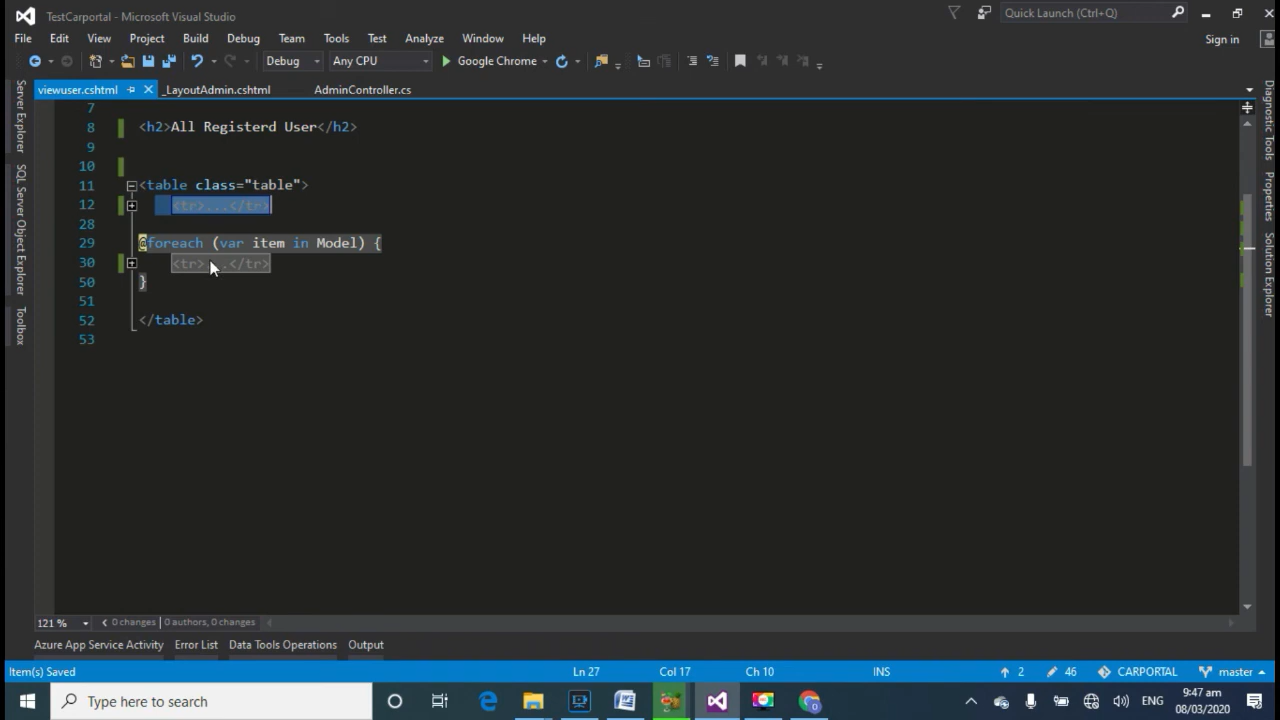 TestCarportal - Microsoft Visual Studio
Quick Launch (Ctrl+Q)
File Edit View Project Build Debug Team Tools Test Analyze Window Help
Sign in
Debug Any CPU Google Chrome
viewuser.cshtml _LayoutAdmin.cshtml AdminController.cs
Server Explorer
SQL Server Object Explorer
Toolbox
7
8 <h2>All Registerd User</h2>
9
10
11 <table class="table">
12 <tr>...</tr>
28
29 @foreach (var item in Model) {
30 <tr>...</tr>
50 }
51
52 </table>
53
Diagnostic Tools
Properties
Solution Explorer
121 % 0 changes | 0 authors, 0 changes
Azure App Service Activity Error List Data Tools Operations Output
Item(s) Saved Ln 27 Col 17 Ch 10 INS 2 46 CARPORTAL master
Type here to search
ENG
9:47 am
08/03/2020